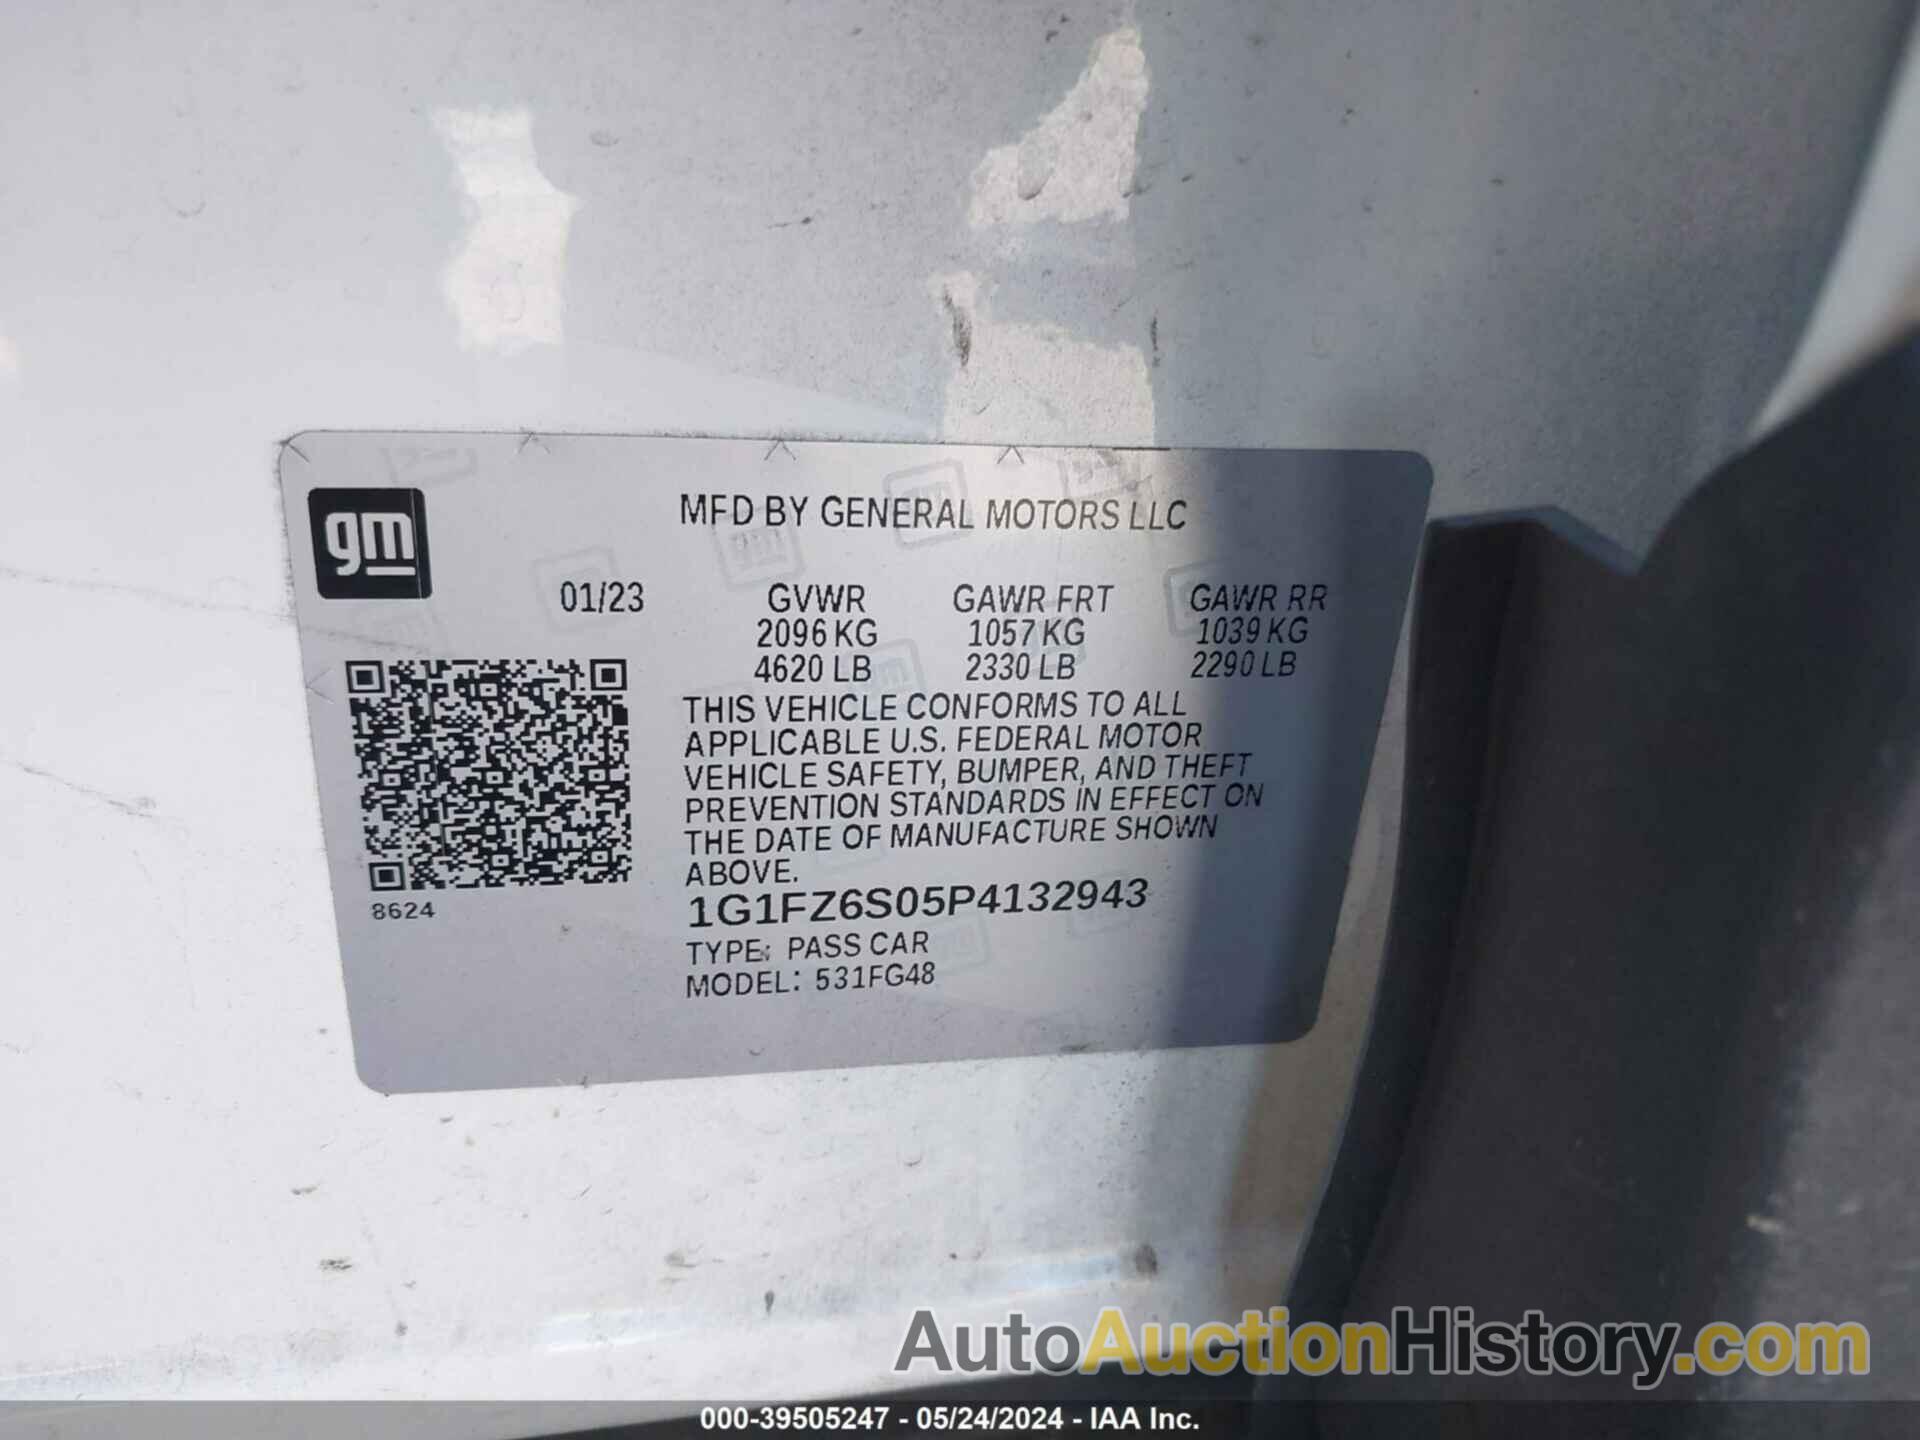 gm
MFD BY GENERAL MOTORS LLC
01/23 GVWR GAWR FRT GAWR RR
2096 KG 1057 KG 1039 KG
4620 LB 2330 LB 2290 LB
THIS VEHICLE CONFORMS TO ALL
APPLICABLE U.S. FEDERAL MOTOR
VEHICLE SAFETY, BUMPER, AND THEFT
PREVENTION STANDARDS IN EFFECT ON
THE DATE OF MANUFACTURE SHOWN
ABOVE.
8624
1G1FZ6S05P4132943
TYPE: PASS CAR
MODEL: 531FG48
AutoAuctionHistory.com
000-39505247 - 05/24/2024 - IAA Inc.